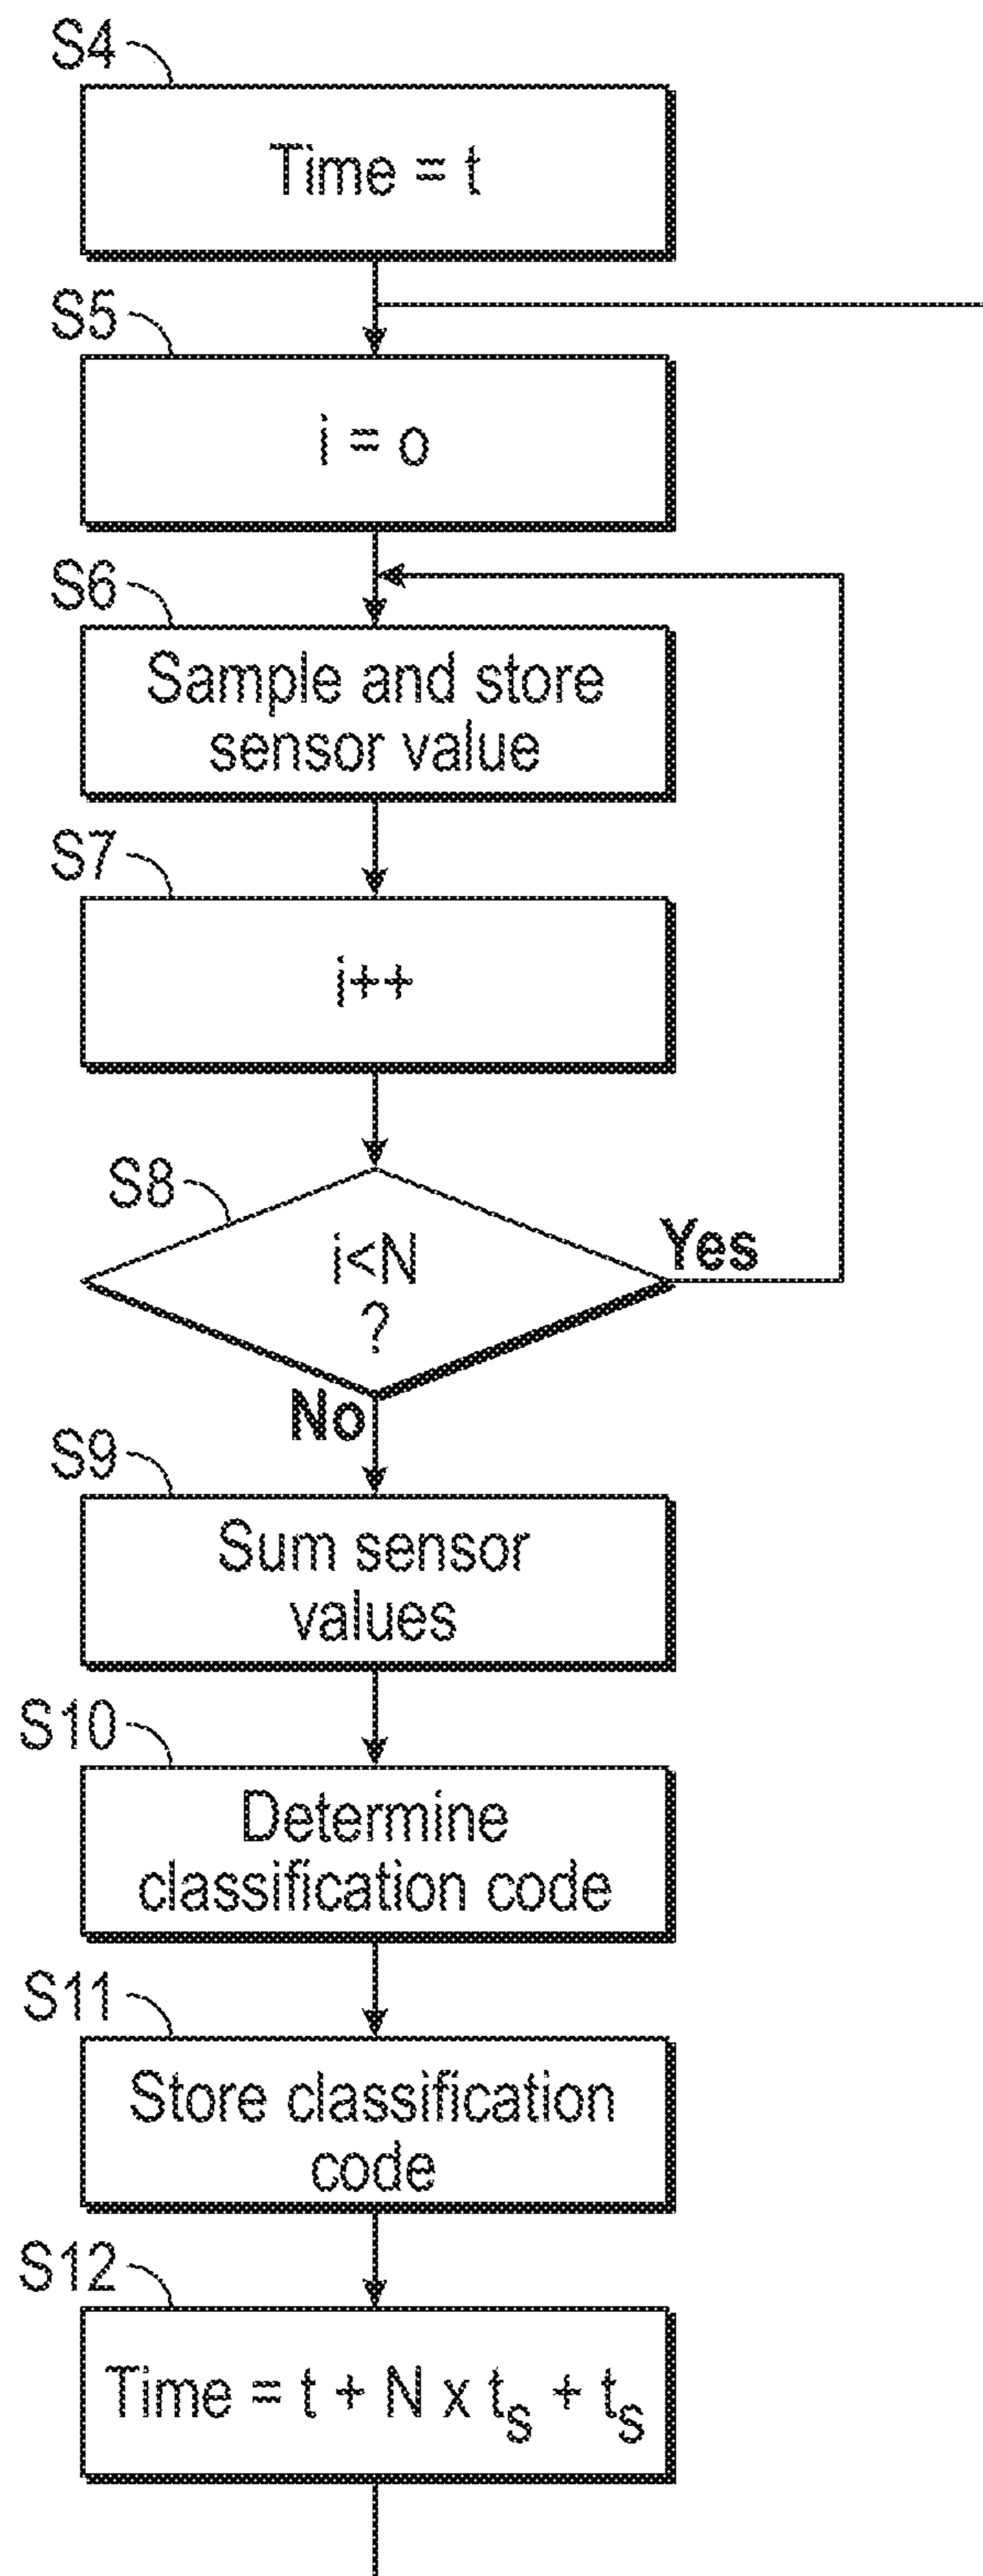 S4
Time = t
S5
i = o
S6
Sample and store
sensor value
S7
i++
S8
i<N
?
Yes
No
S9
Sum sensor
values
S10
Determine
classification code
S11
Store classification
code
S12
Time = t + N x ts + ts